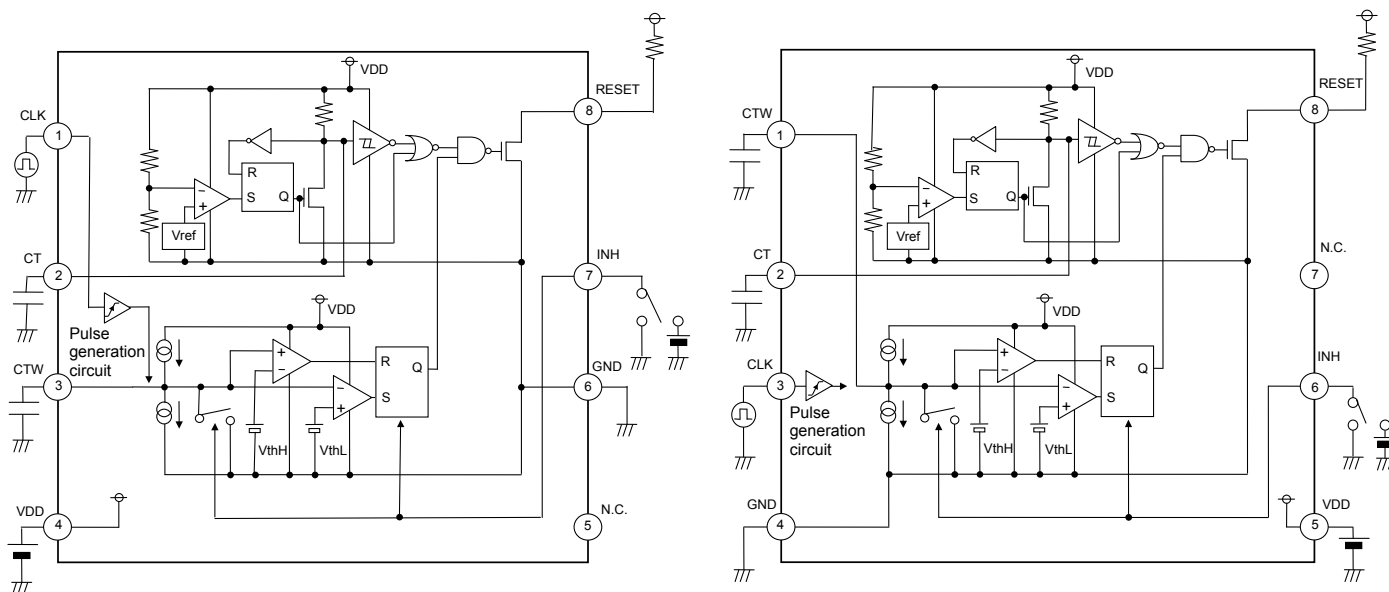 VDD
RESET
8
CLK
1
R
S
Q
−
+
Vref
CT
2
INH
7
Pulse
generation
circuit
VDD
CTW
3
+
−
R
Q
−
+
S
GND
6
VthH
VthL
VDD
4
N.C.
5
VDD
RESET
8
CTW
1
R
S
Q
−
+
Vref
CT
2
N.C.
7
VDD
CLK
3
Pulse
generation
circuit
+
−
R
Q
−
+
S
INH
6
VthH
VthL
GND
4
VDD
5